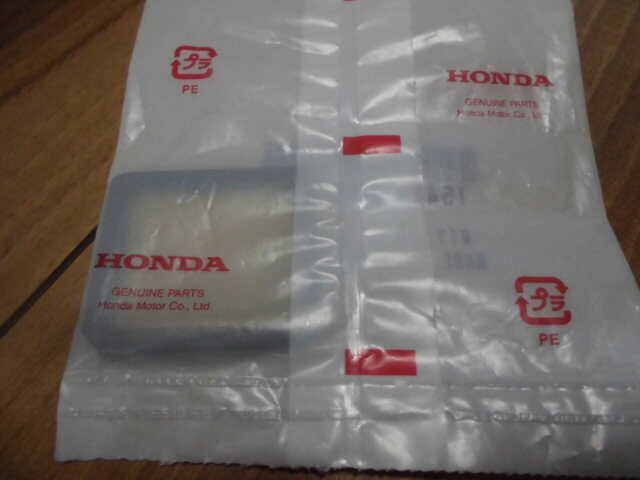 プラ
PE
HONDA
GENUINE PARTS
Honda Motor Co., Ltd
HONDA
GENUINE PARTS
Honda Motor Co., Ltd
プラ
PE